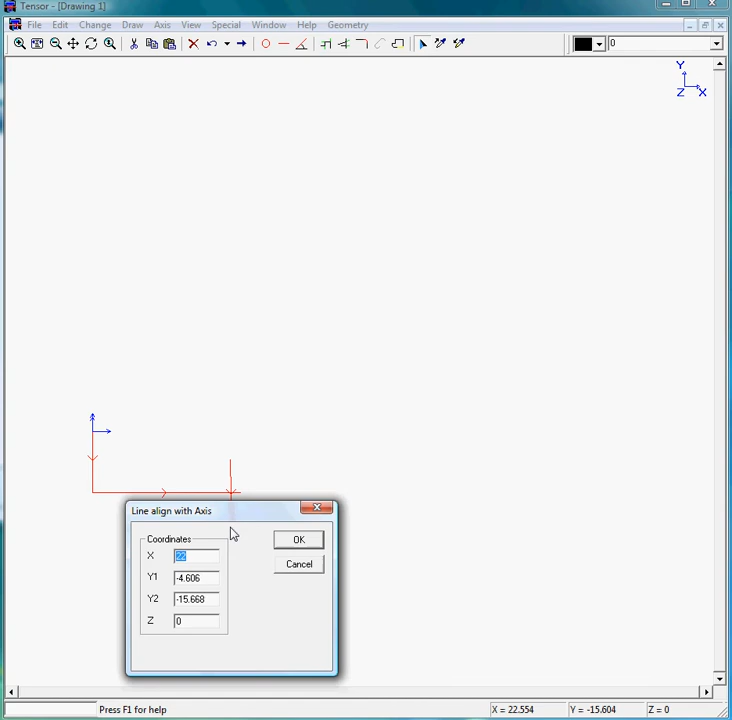 Tensor - [Drawing 1]
File Edit Change Draw Axis View Special Window Help Geometry
0
Y
Z X
Line align with Axis
Coordinates
X 22
Y1 -4.606
Y2 -15.668
Z 0
OK
Cancel
Press F1 for help X = 22.554 Y = -15.604 Z = 0